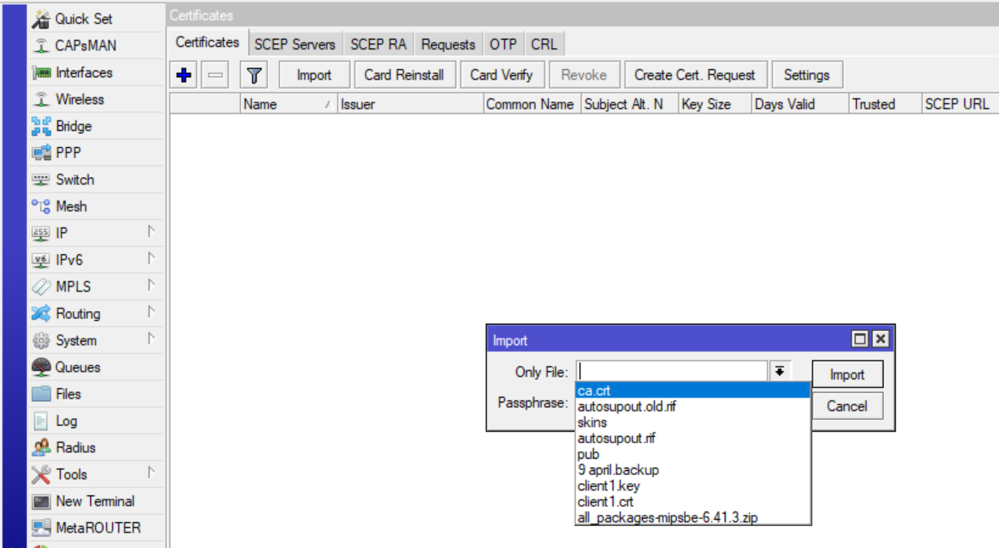 Quick Set
CAPsMAN
Interfaces
Wireless
Bridge
PPP
Switch
Mesh
255 IP
v6 IPv6
MPLS
Routing
System
Queues
Files
Log
Radius
Tools
New Terminal
MetaROUTER
Certificates
Certificates SCEP Servers SCEP RA Requests OTP CRL
Import Card Reinstall Card Verify Revoke Create Cert. Request Settings
Name Issuer Common Name Subject Alt. N Key Size Days Valid Trusted SCEP URL
Import
Only File: Import
Passphrase: Cancel
ca.crt
autosupout.old.rif
skins
autosupout.rif
pub
9 april.backup
client1.key
client1.crt
all_packages-mipsbe-6.41.3.zip